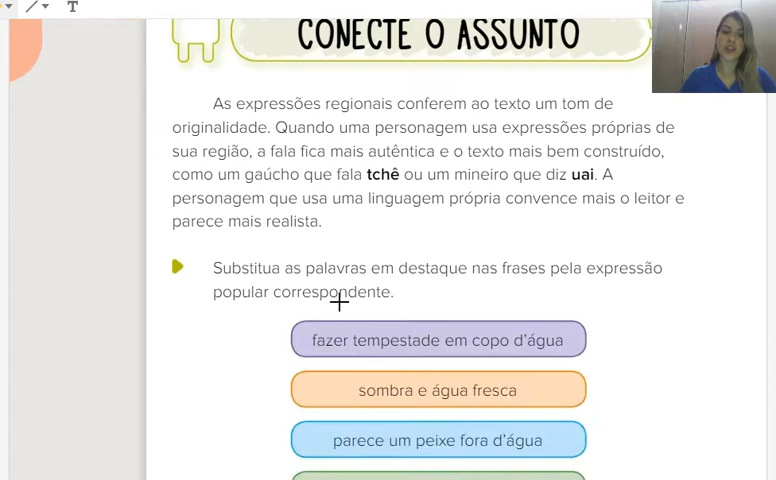 T
CONECTE O ASSUNTO
As expressões regionais conferem ao texto um tom de
originalidade. Quando uma personagem usa expressões próprias de
sua região, a fala fica mais autêntica e o texto mais bem construído,
como um gaúcho que fala tchê ou um mineiro que diz uai. A
personagem que usa uma linguagem própria convence mais o leitor e
parece mais realista.
Substitua as palavras em destaque nas frases pela expressão
popular correspondente.
fazer tempestade em copo d'água
sombra e água fresca
parece um peixe fora d'água